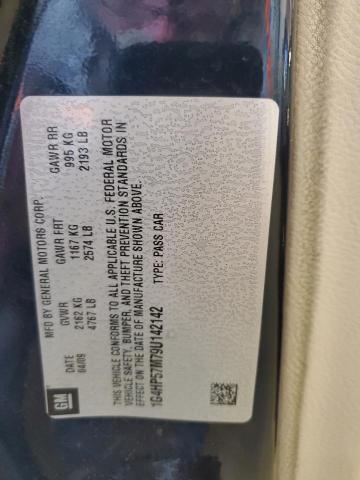 GM
MFD BY GENERAL MOTORS CORP.
DATE GVWR GAWR FRT GAWR RR
04/09 2162 KG 1167 KG 995 KG
4767 LB 2574 LB 2193 LB
THIS VEHICLE CONFORMS TO ALL APPLICABLE U.S. FEDERAL MOTOR
VEHICLE SAFETY, BUMPER, AND THEFT PREVENTION STANDARDS IN
EFFECT ON THE DATE OF MANUFACTURE SHOWN ABOVE.
1G4HP57M79U142142 TYPE: PASS CAR